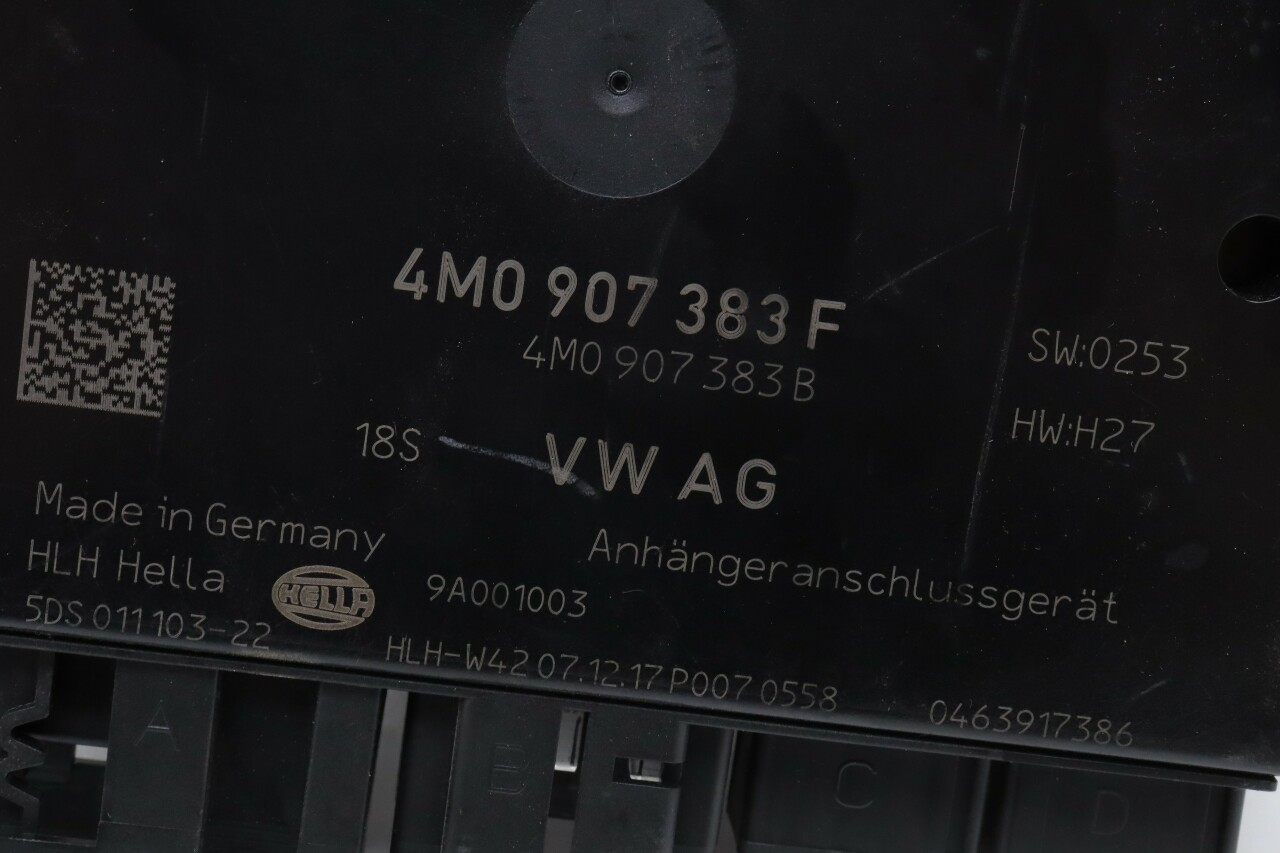 4M0 907 383 F
4M0 907 383 B
SW:0253
HW:H27
18S
VW AG
Made in Germany
Anhängeranschlussgerät
HLH Hella
HELLA
9A001003
5DS 011 103-22
HLH-W42 07.12.17 P007 0558
0463917386
A
B
C
D